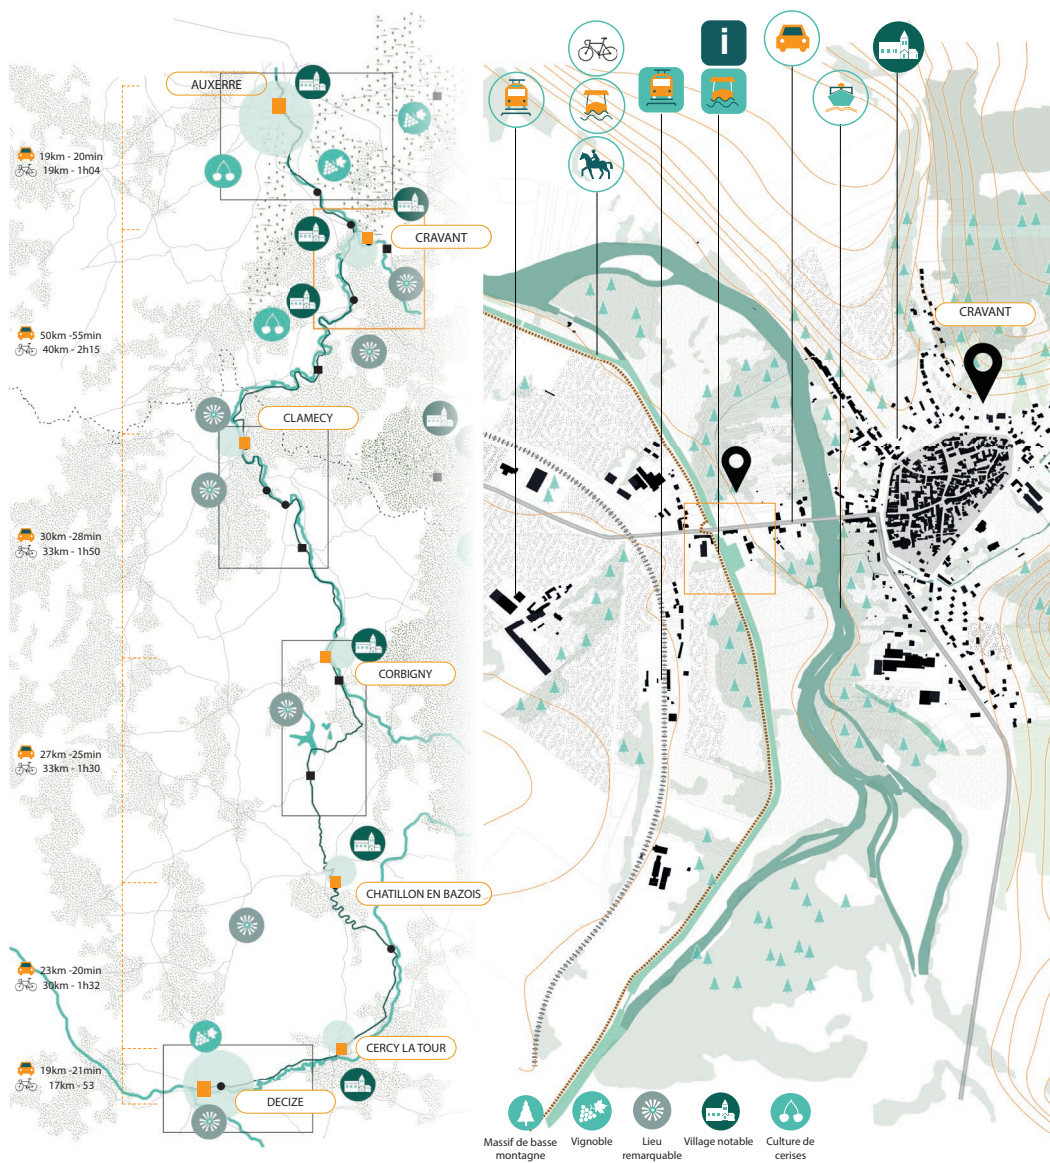 AUXERRE
19km - 20min
19km - 1h04
CRAVANT
50km -55min
40km - 2h15
CLAMECY
30km -28min
33km - 1h50
CORBIGNY
27km -25min
33km - 1h30
CHATILLON EN BAZOIS
23km -20min
30km - 1h32
CERCY LA TOUR
19km -21min
17km - 53
DECIZE
i
CRAVANT
Massif de basse
montagne
Vignoble
Lieu
remarquable
Village notable
Culture de
cerises